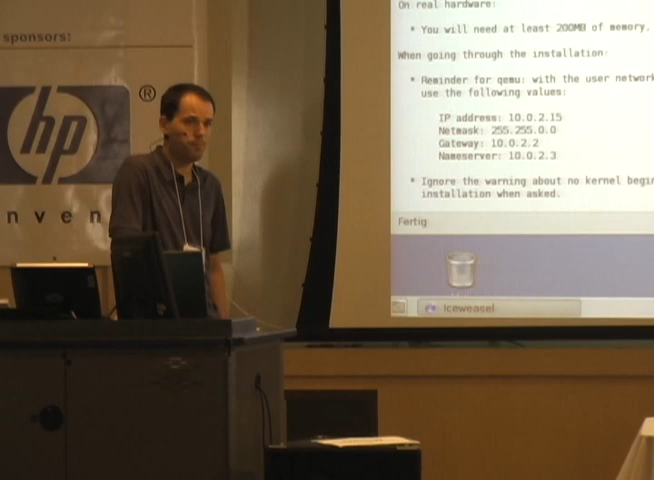 sponsors:
hp
®
nven
On real hardware:
* You will need at least 200MB of memory.
When going through the installation:
* Reminder for qemu: with the user network
use the following values:
IP address: 10.0.2.15
Netmask: 255.255.0.0
Gateway: 10.0.2.2
Nameserver: 10.0.2.3
* Ignore the warning about no kernel begin
installation when asked.
Fertig
Iceweasel